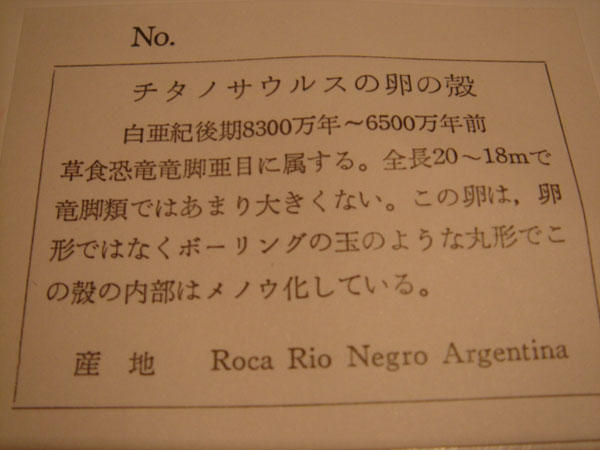 No.
チタノサウルスの卵の殻
白亜紀後期8300万年～6500万年前
草食恐竜竜脚亜目に属する。全長20～18mで
竜脚類ではあまり大きくない。この卵は，卵
形ではなくボーリングの玉のような丸形でこ
の殻の内部はメノウ化している。
産 地 Roca Rio Negro Argentina